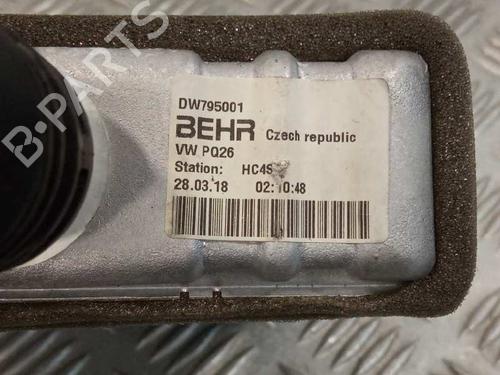 B-PARTS
DW795001
BEHR Czech republic
VW PQ26
Station:
28.03.18